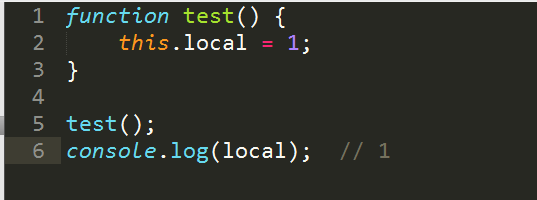 1 function test() {
2     this.local = 1;
3 }
4
5 test();
6 console.log(local);  // 1